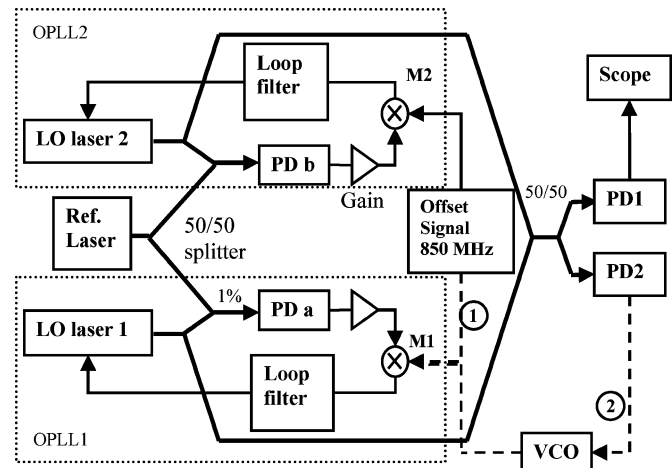 OPLL2
Loop
filter
M2
Scope
LO laser 2
PD b
Gain
50/50
PD1
Ref.
Laser
50/50
splitter
Offset
Signal
850 MHz
PD2
1%
PD a
1
LO laser 1
M1
Loop
filter
2
OPLL1
VCO